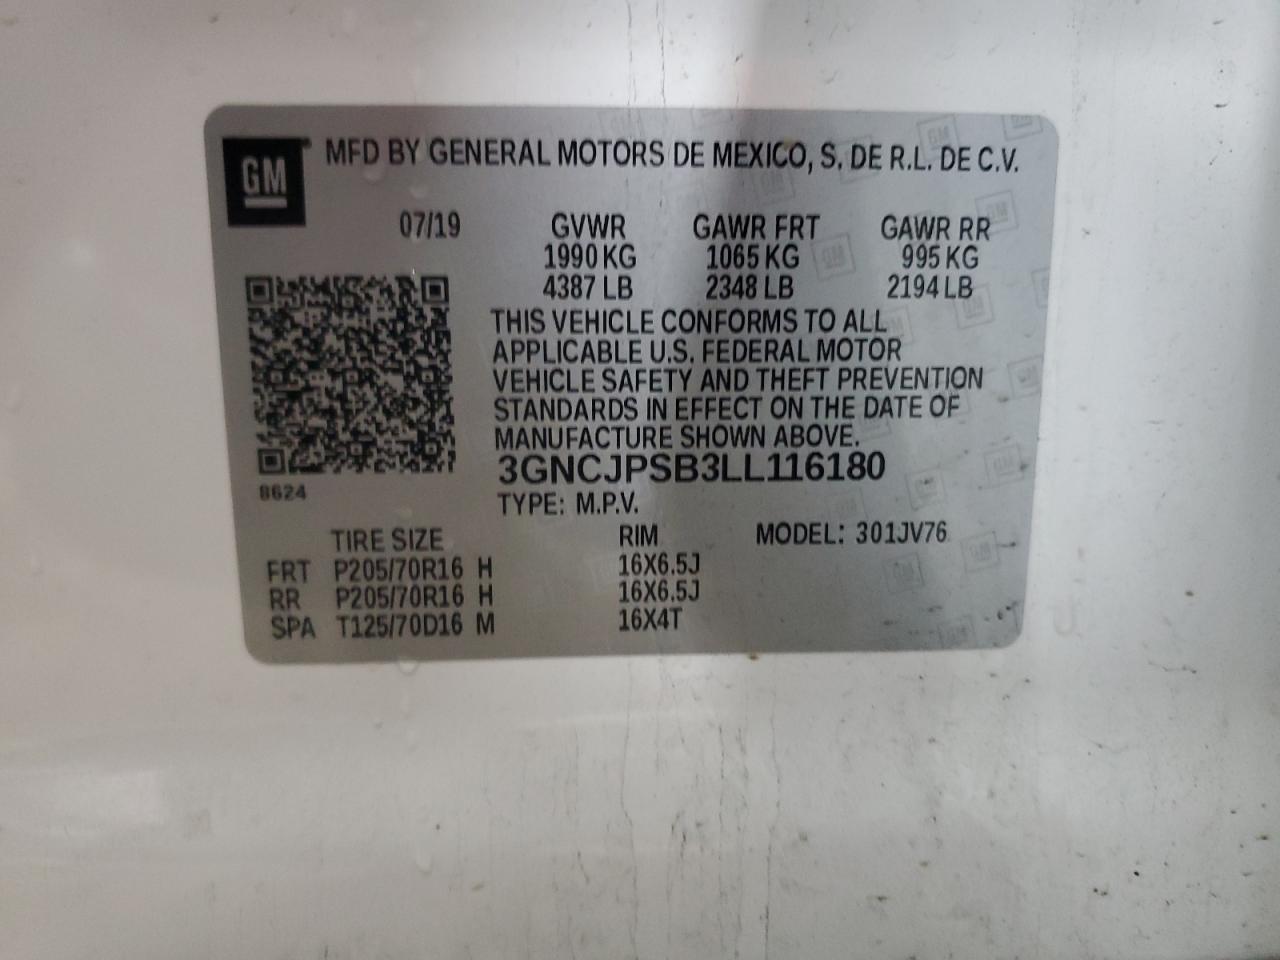 GM
MFD BY GENERAL MOTORS DE MEXICO, S. DE R.L. DE C.V.
07/19 GVWR GAWR FRT GAWR RR
1990 KG 1065 KG 995 KG
4387 LB 2348 LB 2194 LB
THIS VEHICLE CONFORMS TO ALL
APPLICABLE U.S. FEDERAL MOTOR
VEHICLE SAFETY AND THEFT PREVENTION
STANDARDS IN EFFECT ON THE DATE OF
MANUFACTURE SHOWN ABOVE.
3GNCJPSB3LL116180
8624
TYPE: M.P.V.
TIRE SIZE RIM MODEL: 301JV76
FRT P205/70R16 H 16X6.5J
RR P205/70R16 H 16X6.5J
SPA T125/70D16 M 16X4T